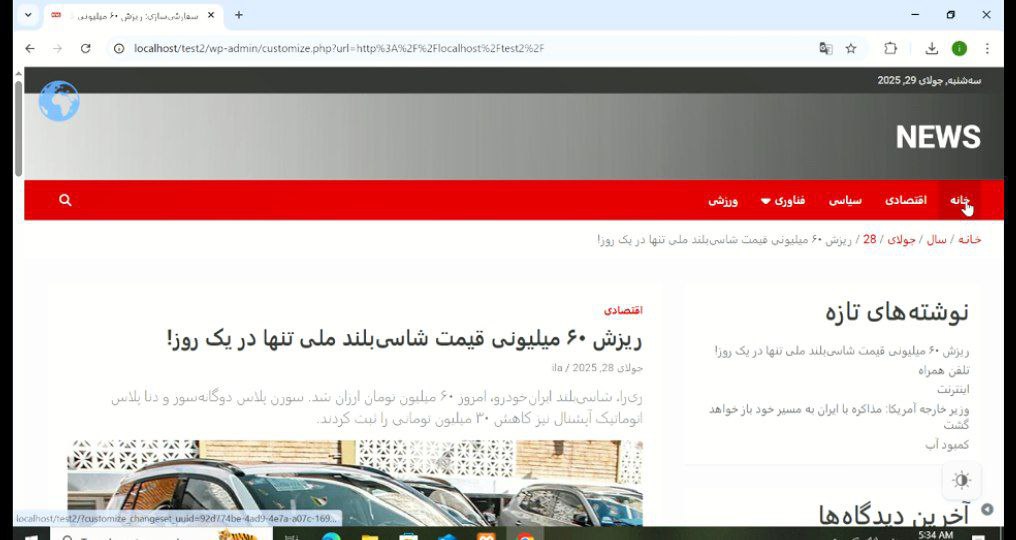 سفارشی‌سازی: ریزش ۶۰ میلیونی
localhost/test2/wp-admin/customize.php?url=http%3A%2F%2Flocalhost%2Ftest2%2F
سه‌شنبه, جولای 29, 2025
NEWS
خانه اقتصادی سیاسی فناوری ورزشی
خانه / سال / جولای / 28 / ریزش ۶۰ میلیونی قیمت شاسی‌بلند ملی تنها در یک روز!
اقتصادی
ریزش ۶۰ میلیونی قیمت شاسی‌بلند ملی تنها در یک روز!
جولای 28, 2025 / ila
ری‌را، شاسی‌بلند ایران‌خودرو، امروز ۶۰ میلیون تومان ارزان شد. سورن پلاس دوگانه‌سوز و دنا پلاس
اتوماتیک آپشنال نیز کاهش ۳۰ میلیون تومانی را ثبت کردند.
نوشته‌های تازه
ریزش ۶۰ میلیونی قیمت شاسی‌بلند ملی تنها در یک روز!
تلفن همراه
اینترنت
وزیر خارجه آمریکا: مذاکره با ایران به مسیر خود باز خواهد
گشت
کمبود آب
آخرین دیدگاه‌ها
localhost/test2/?customize_changeset_uuid=92d774be-4ad9-4e7a-a07c-169...
5:34 AM